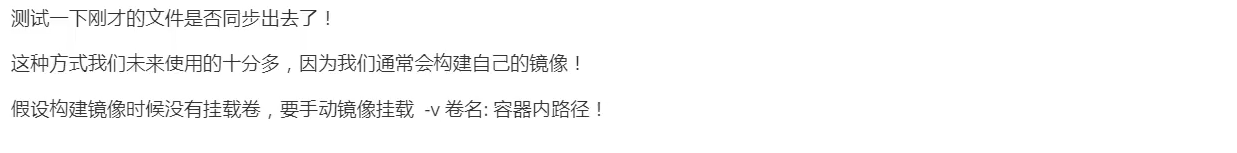 测试一下刚才的文件是否同步出去了！
这种方式我们未来使用的十分多，因为我们通常会构建自己的镜像！
假设构建镜像时候没有挂载卷，要手动镜像挂载 -v 卷名: 容器内路径！